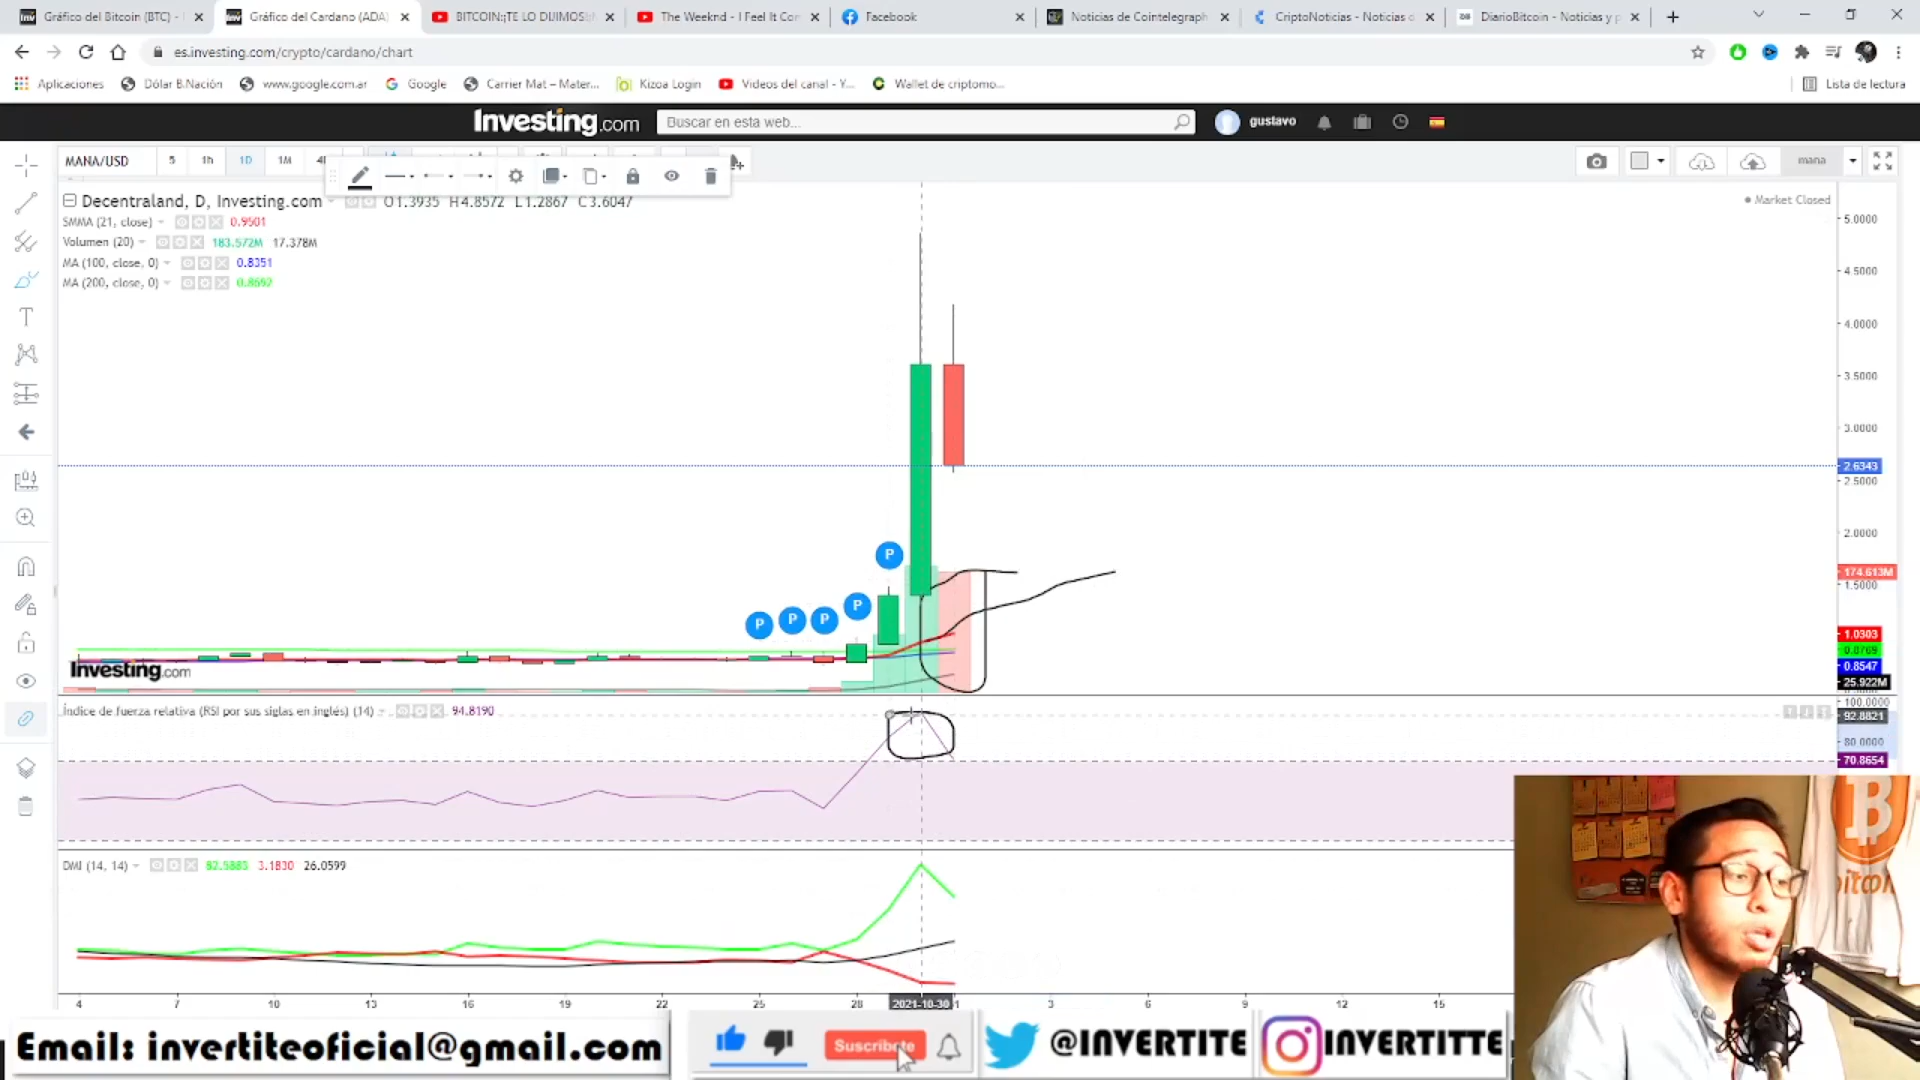 Gráfico del Bitcoin (BTC) -
Gráfico del Cardano (ADA)
BITCOIN:¡TE LO DIJIMOS!
The Weeknd - I Feel It Com
Facebook
Noticias de Cointelegraph
CriptoNoticias - Noticias
DiarioBitcoin - Noticias y
es.investing.com/crypto/cardano/chart
Aplicaciones
Dólar B.Nación
www.google.com.ar
Google
Carrier Mat – Mater...
Kizoa Login
Videos del canal - Y...
Wallet de criptomo...
Lista de lectura
Investing.com
Buscar en esta web...
gustavo
MANA/USD 5 1h 1D 1M
mana
Decentraland, D, Investing.com O1.3935 H4.8572 L1.2867 C3.6047
Market Closed
SMMA (21, close) 0.9501
Volumen (20) 183.572M 17.378M
MA (100, close, 0) 0.8351
MA (200, close, 0)
5.0000
4.5000
4.0000
3.5000
3.0000
2.6343
2.5000
2.0000
174.613M
1.5000
P
P
P
P
P
1.0303
0.8547
25.922M
Investing.com
Índice de fuerza relativa (RSI por sus siglas en inglés) (14) 94.8190
100.0000
92.8821
80.0000
70.8654
DMI (14, 14) 3.1830 26.0599
4 7 10 13 16 19 22 25 28 2021-10-30 3 6 9 12 15
bitcoin
Email: invertiteoficial@gmail.com
Suscribete
@INVERTITE
INVERTITTE